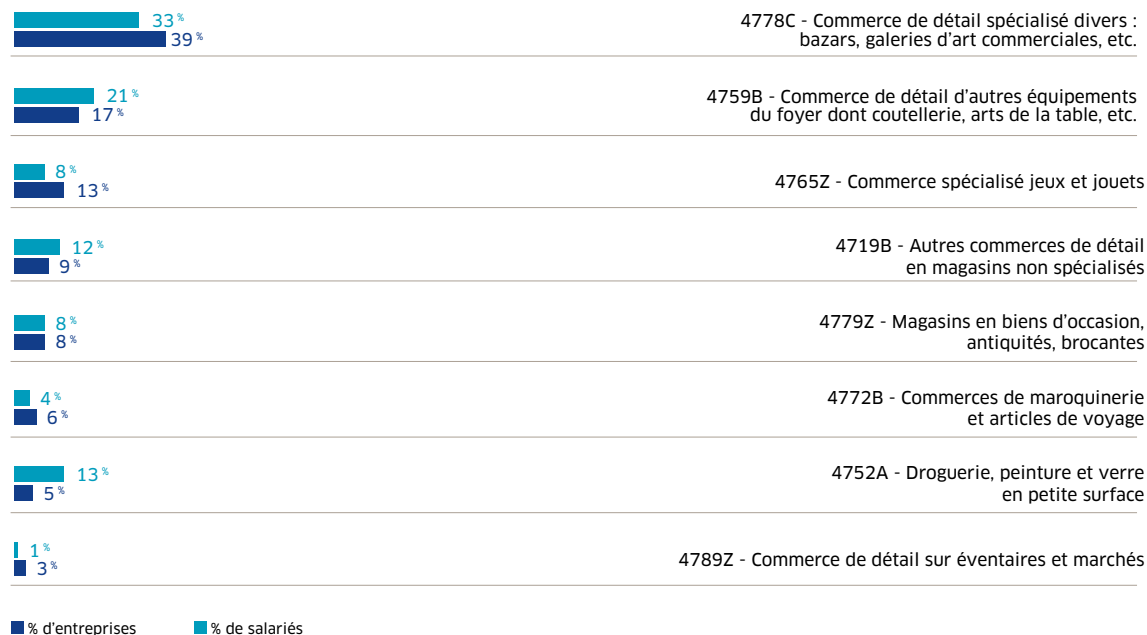 33 %
39 %
4778C - Commerce de détail spécialisé divers :
bazars, galeries d'art commerciales, etc.
21 %
17 %
4759B - Commerce de détail d'autres équipements
du foyer dont coutellerie, arts de la table, etc.
8 %
13 %
4765Z - Commerce spécialisé jeux et jouets
12 %
9 %
4719B - Autres commerces de détail
en magasins non spécialisés
8 %
8 %
4779Z - Magasins en biens d'occasion,
antiquités, brocantes
4 %
6 %
4772B - Commerces de maroquinerie
et articles de voyage
13 %
5 %
4752A - Droguerie, peinture et verre
en petite surface
1 %
3 %
4789Z - Commerce de détail sur éventaires et marchés
% d'entreprises % de salariés